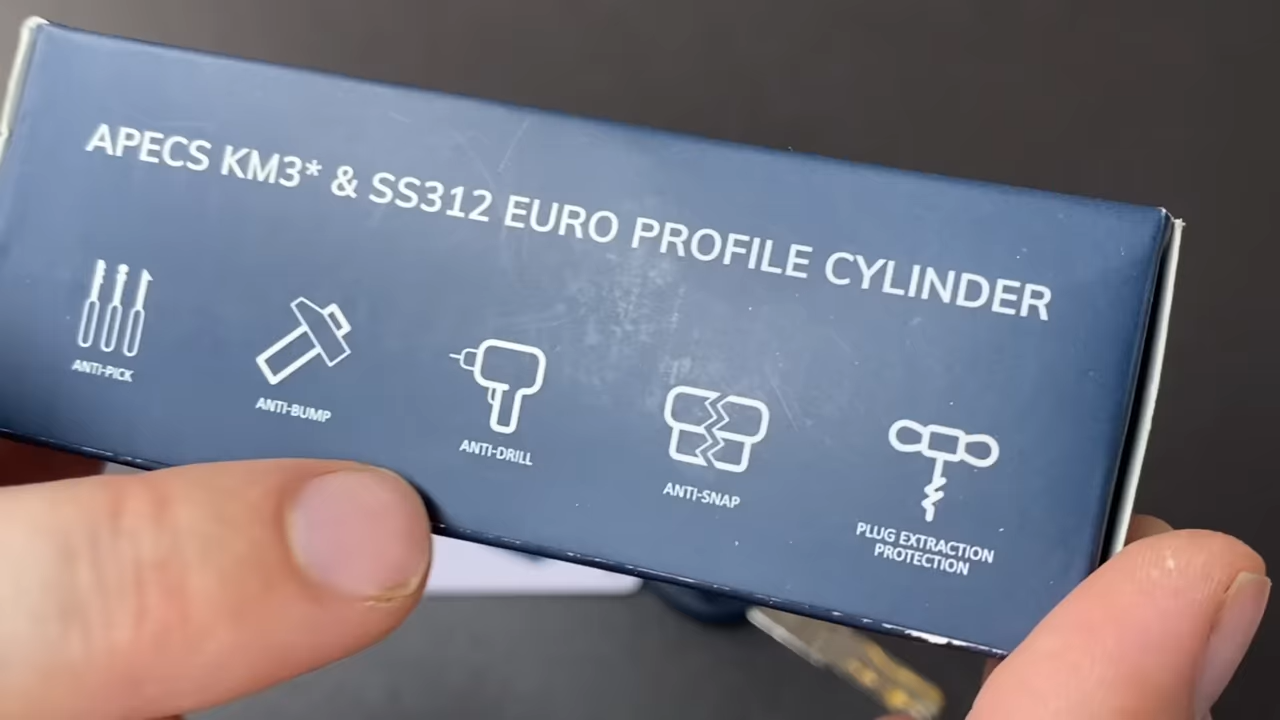 APECS KM3* & SS312 EURO PROFILE CYLINDER
ANTI-PICK
ANTI-BUMP
ANTI-DRILL
ANTI-SNAP
PLUG EXTRACTION
PROTECTION